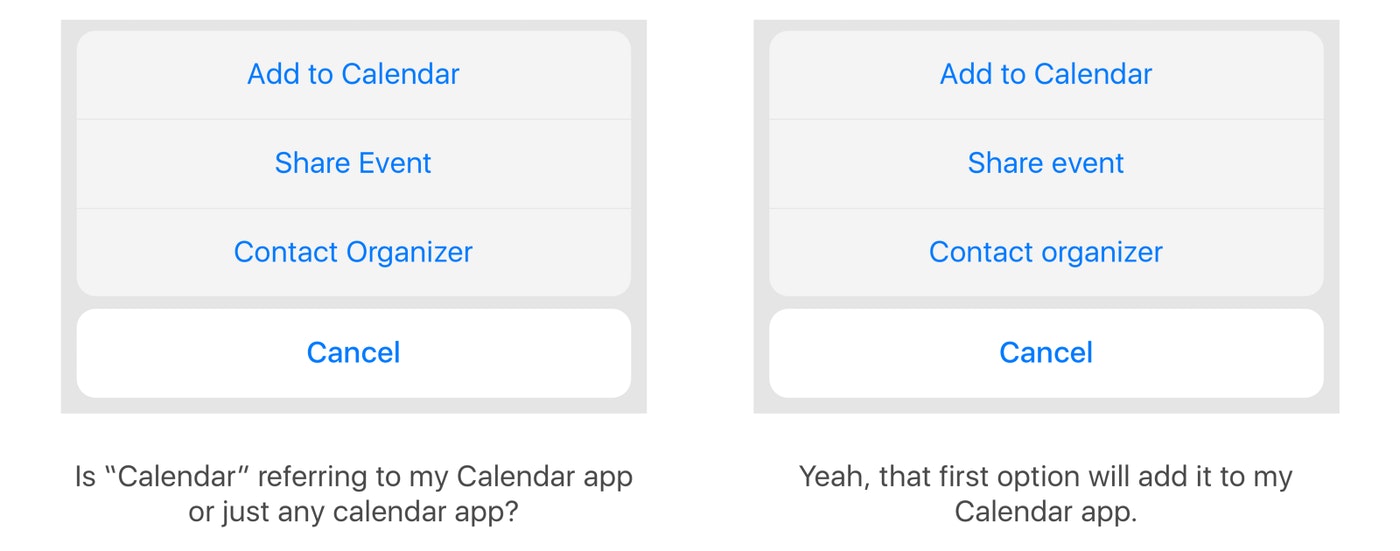 Add to Calendar
Share Event
Contact Organizer
Cancel
Is “Calendar” referring to my Calendar app
or just any calendar app?
Add to Calendar
Share event
Contact organizer
Cancel
Yeah, that first option will add it to my
Calendar app.